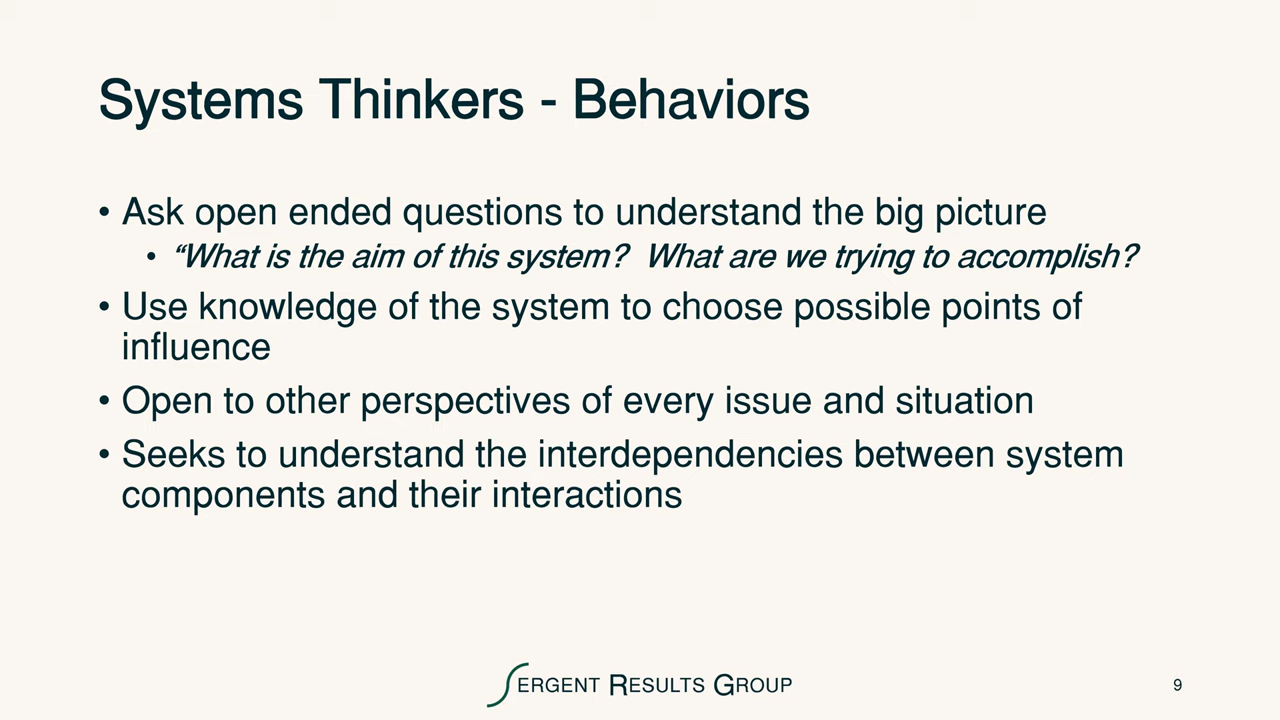 Systems Thinkers - Behaviors
• Ask open ended questions to understand the big picture
• “What is the aim of this system?  What are we trying to accomplish?
• Use knowledge of the system to choose possible points of
influence
• Open to other perspectives of every issue and situation
• Seeks to understand the interdependencies between system
components and their interactions
SERGENT RESULTS GROUP
9